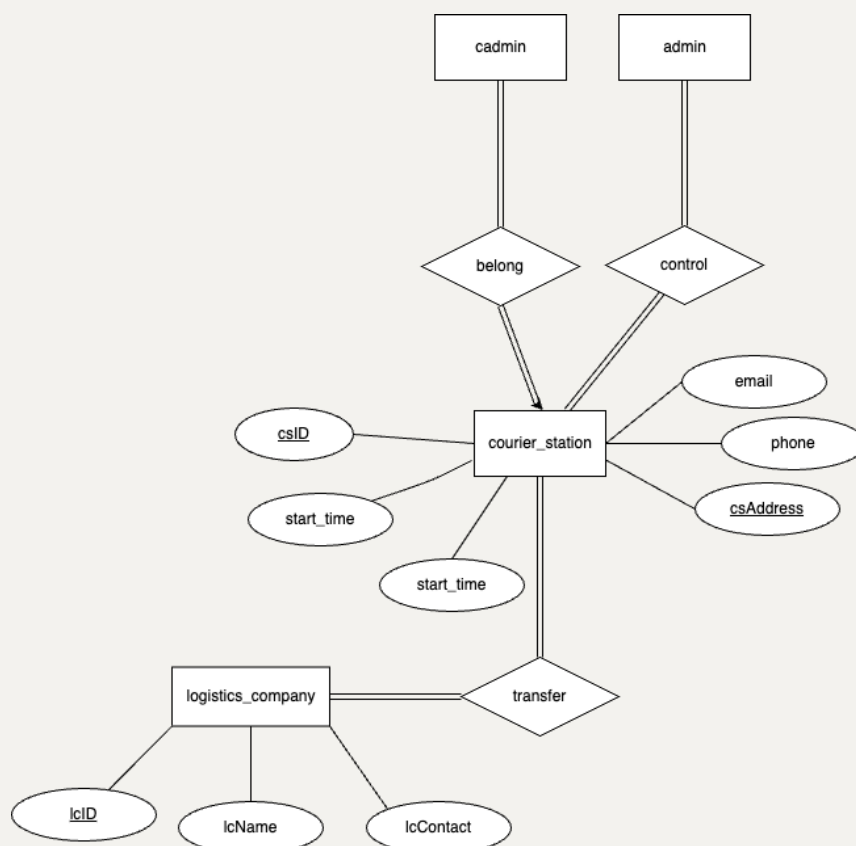 cadmin
admin
belong
control
email
csID
courier_station
phone
csAddress
start_time
start_time
logistics_company
transfer
lcID
lcName
lcContact